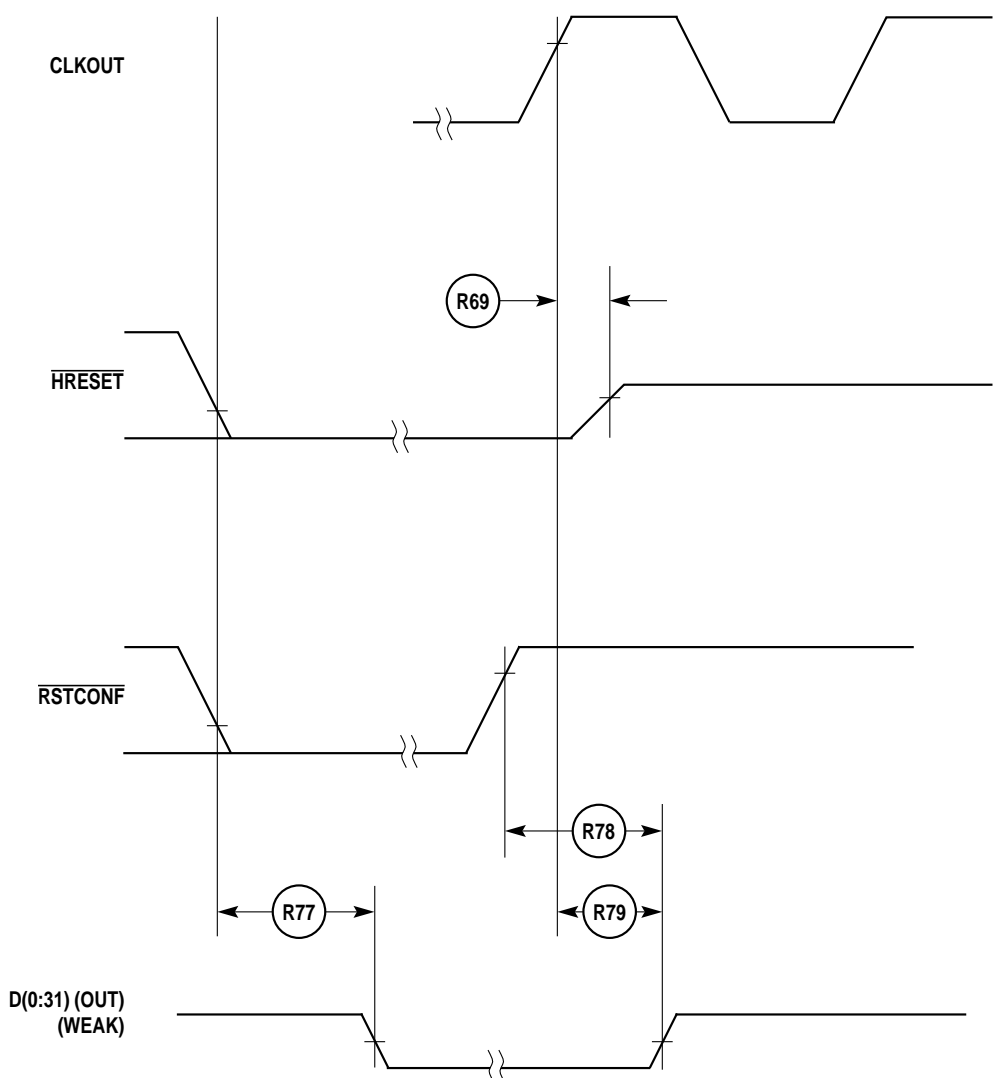 CLKOUT
R69
HRESET
RSTCONF
R78
R77
R79
D(0:31) (OUT)
(WEAK)